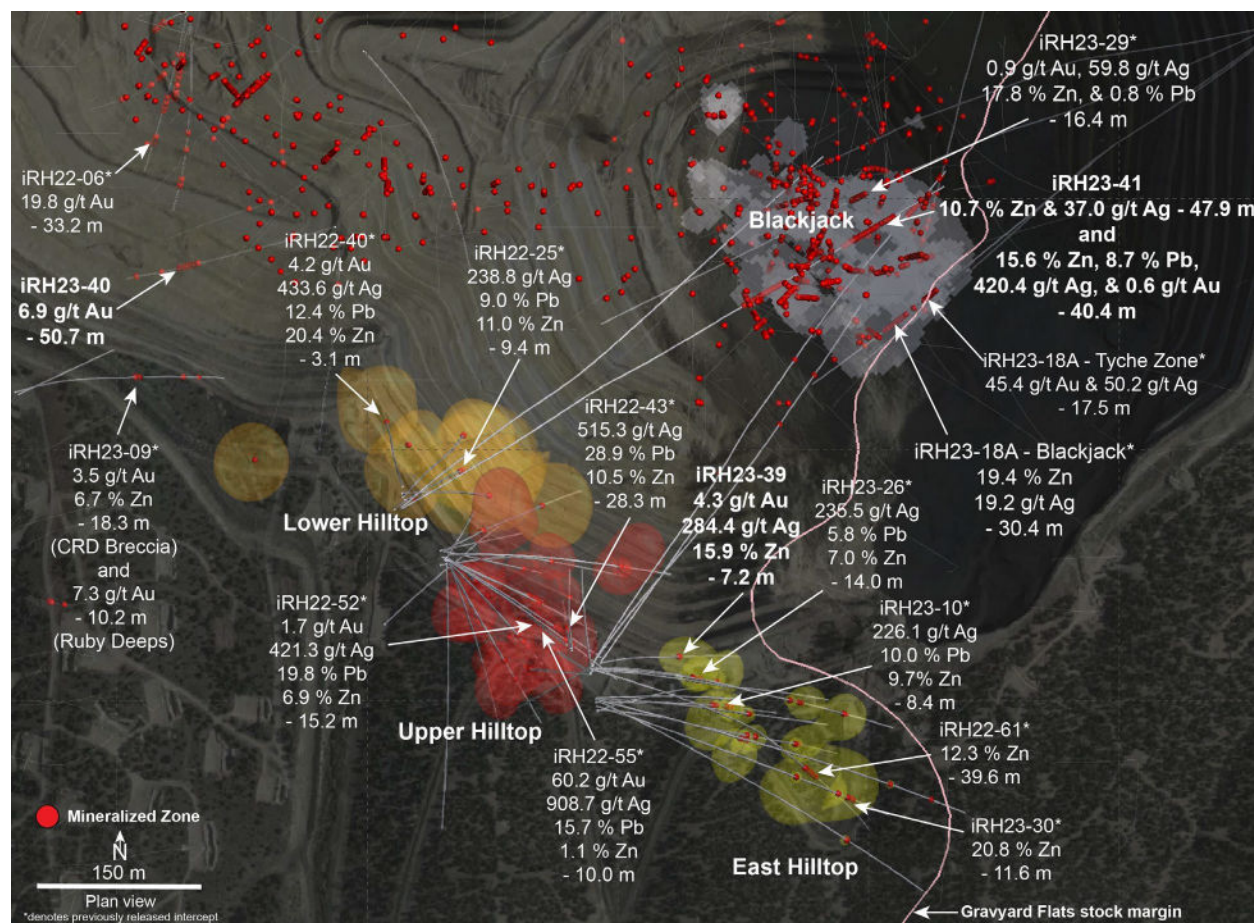 iRH23-29*
0.9 g/t Au, 59.8 g/t Ag
17.8 % Zn, & 0.8 % Pb
- 16.4 m
iRH22-06*
19.8 g/t Au
- 33.2 m
iRH23-41
10.7 % Zn & 37.0 g/t Ag - 47.9 m
and
15.6 % Zn, 8.7 % Pb,
420.4 g/t Ag, & 0.6 g/t Au
- 40.4 m
Blackjack
iRH22-40*
4.2 g/t Au
433.6 g/t Ag
12.4 % Pb
20.4 % Zn
- 3.1 m
iRH22-25*
238.8 g/t Ag
9.0 % Pb
11.0 % Zn
- 9.4 m
iRH23-40
6.9 g/t Au
- 50.7 m
iRH23-18A - Tyche Zone*
45.4 g/t Au & 50.2 g/t Ag
- 17.5 m
iRH22-43*
515.3 g/t Ag
28.9 % Pb
10.5 % Zn
- 28.3 m
iRH23-09*
3.5 g/t Au
6.7 % Zn
- 18.3 m
(CRD Breccia)
and
7.3 g/t Au
- 10.2 m
(Ruby Deeps)
iRH23-18A - Blackjack*
19.4 % Zn
19.2 g/t Ag
- 30.4 m
iRH23-39
4.3 g/t Au
284.4 g/t Ag
15.9 % Zn
- 7.2 m
iRH23-26*
235.5 g/t Ag
5.8 % Pb
7.0 % Zn
- 14.0 m
Lower Hilltop
iRH22-52*
1.7 g/t Au
421.3 g/t Ag
19.8 % Pb
6.9 % Zn
- 15.2 m
iRH23-10*
226.1 g/t Ag
10.0 % Pb
9.7% Zn
- 8.4 m
Upper Hilltop
iRH22-61*
12.3 % Zn
- 39.6 m
iRH22-55*
60.2 g/t Au
908.7 g/t Ag
15.7 % Pb
1.1 % Zn
- 10.0 m
iRH23-30*
20.8 % Zn
- 11.6 m
East Hilltop
Mineralized Zone
N
150 m
Plan view
*denotes previously released intercept
Gravyard Flats stock margin